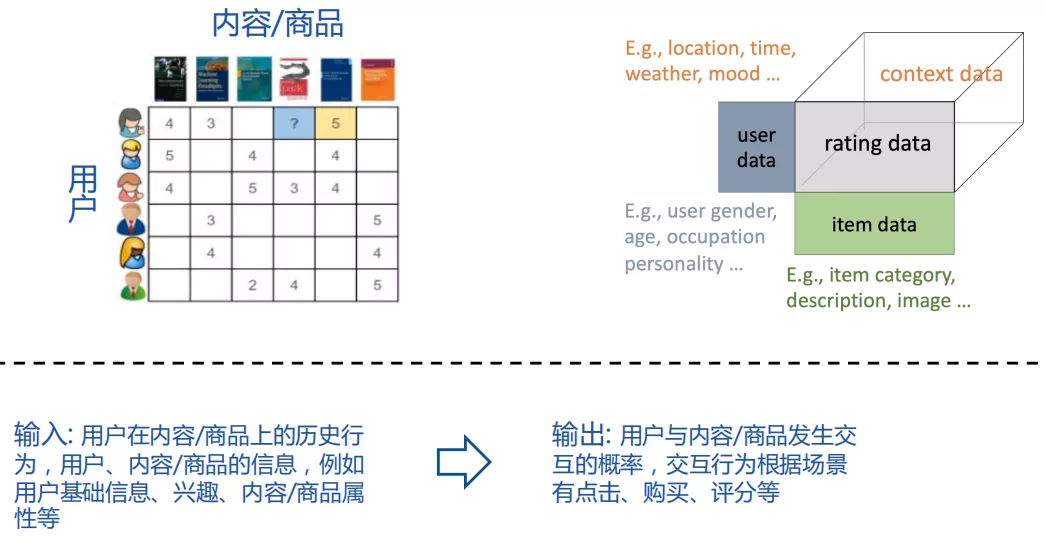 内容/商品
用户
4 3 ? 5
5 4 4
4 5 3 4
3 5
4 4
2 4 5
E.g., location, time,
weather, mood ...
context data
user
data
rating data
E.g., user gender,
age, occupation
personality ...
item data
E.g., item category,
description, image ...
输入: 用户在内容/商品上的历史行
为，用户、内容/商品的信息，例如
用户基础信息、兴趣、内容/商品属
性等
输出: 用户与内容/商品发生交
互的概率，交互行为根据场景
有点击、购买、评分等